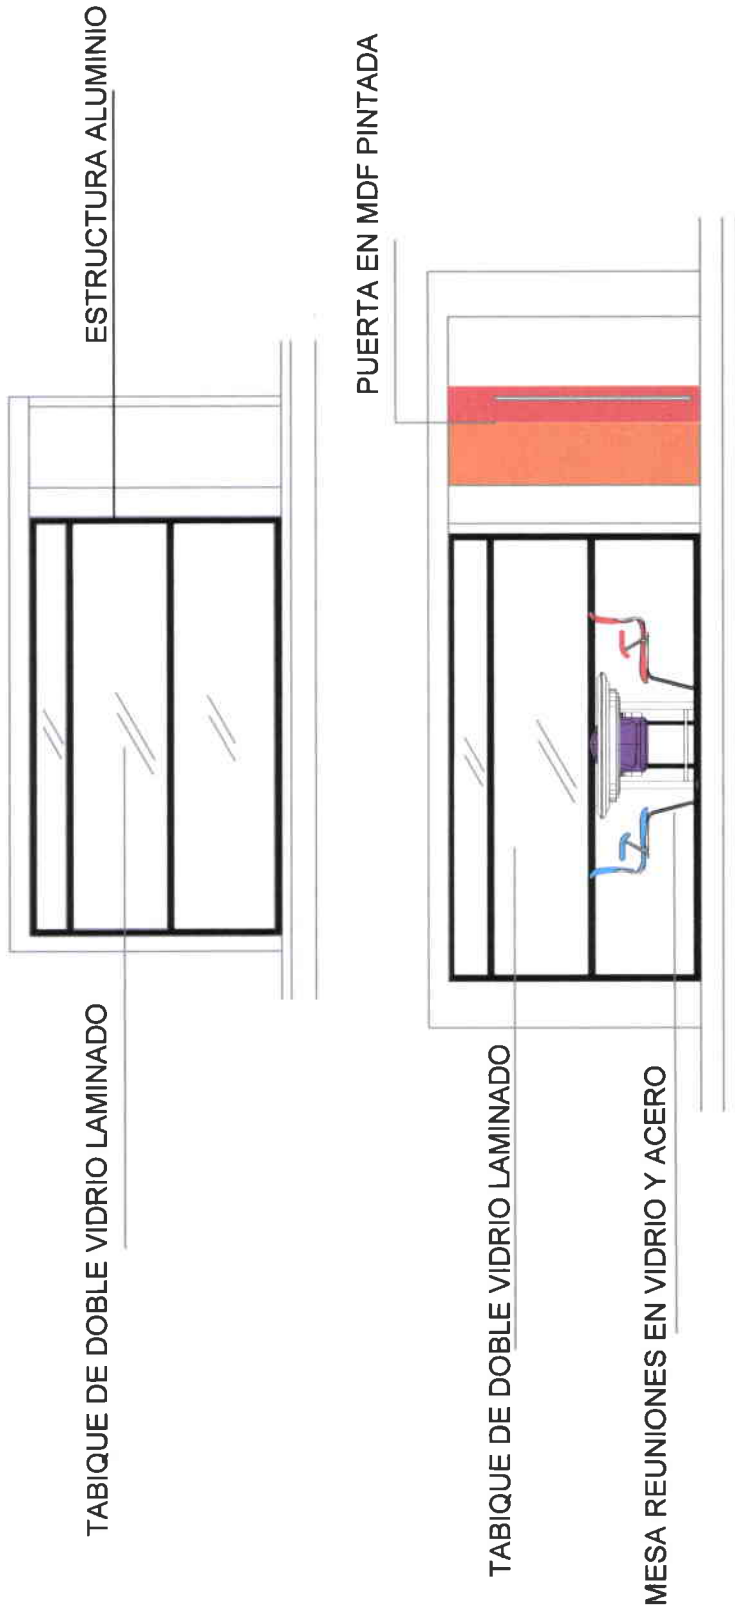 ESTRUCTURA ALUMINIO
TABIQUE DE DOBLE VIDRIO LAMINADO
PUERTA EN MDF PINTADA
TABIQUE DE DOBLE VIDRIO LAMINADO
MESA REUNIONES EN VIDRIO Y ACERO